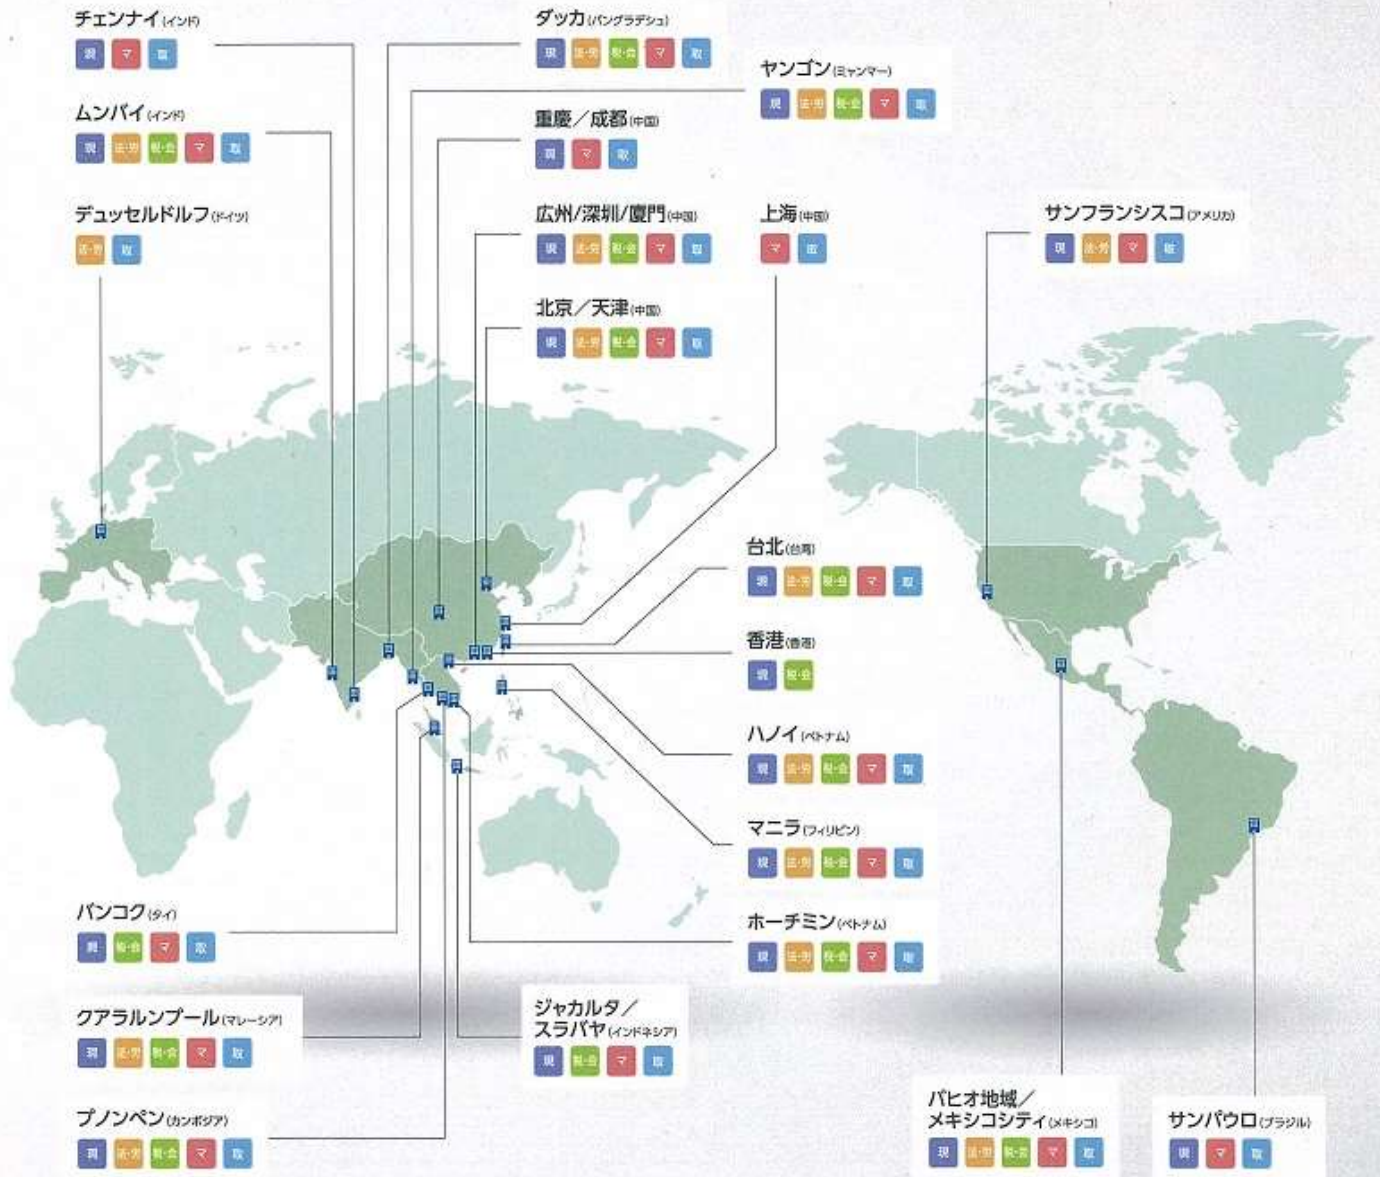 チェンナイ(インド)
現 マ 取
ムンバイ(インド)
現 法・労 税・会 マ 取
デュッセルドルフ(ドイツ)
法・労 取
ダッカ(バングラデシュ)
現 法・労 税・会 マ 取
重慶／成都(中国)
現 マ 取
広州/深圳/廈門(中国)
現 法・労 税・会 マ 取
北京／天津(中国)
現 法・労 税・会 マ 取
ヤンゴン(ミャンマー)
現 法・労 税・会 マ 取
上海(中国)
マ 取
サンフランシスコ(アメリカ)
現 法・労 マ 取
台北(台湾)
現 法・労 税・会 マ 取
香港(香港)
現 税・会
ハノイ(ベトナム)
現 法・労 税・会 マ 取
マニラ(フィリピン)
現 法・労 税・会 マ 取
ホーチミン(ベトナム)
現 法・労 税・会 マ 取
バンコク(タイ)
現 税・会 マ 取
クアラルンプール(マレーシア)
現 法・労 税・会 マ 取
プノンペン(カンボジア)
現 法・労 税・会 マ 取
ジャカルタ／
スラバヤ(インドネシア)
現 税・会 マ 取
バヒオ地域／
メキシコシティ(メキシコ)
現 法・労 税・会 マ 取
サンパウロ(ブラジル)
現 マ 取